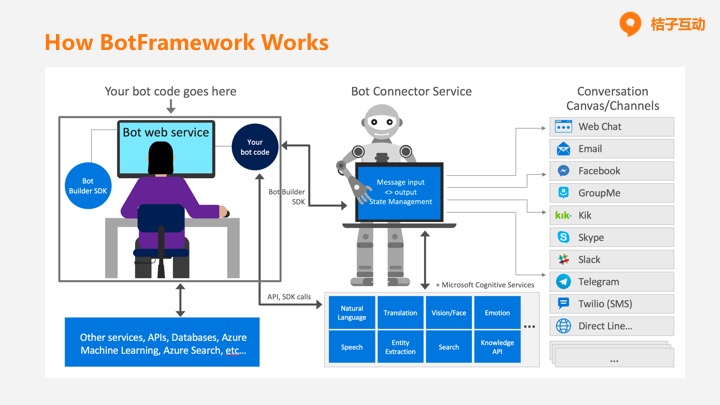 桔子互动
How BotFramework Works
Your bot code goes here
Bot web service
Your
bot code
Bot
Builder SDK
Bot Builder
SDK
API, SDK calls
Other services, APIs, Databases, Azure
Machine Learning, Azure Search, etc...
Bot Connector Service
Message input
<> output
State Management
+ Microsoft Cognitive Services
Natural
Language
Translation
Vision/Face
Emotion
Speech
Entity
Extraction
Search
Knowledge
API
...
Conversation
Canvas/Channels
Web Chat
Email
Facebook
GroupMe
kik.
Kik
Skype
Slack
Telegram
Twilio (SMS)
Direct Line...
...